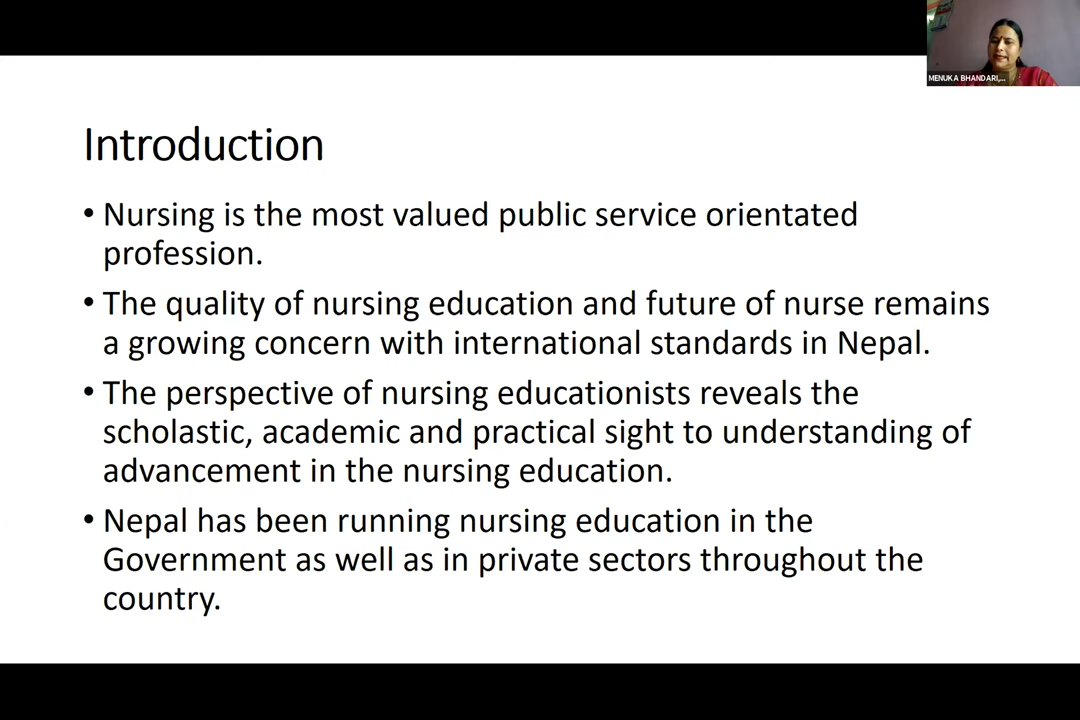 MENUKA BHANDARI,...
Introduction
• Nursing is the most valued public service orientated
profession.
• The quality of nursing education and future of nurse remains
a growing concern with international standards in Nepal.
• The perspective of nursing educationists reveals the
scholastic, academic and practical sight to understanding of
advancement in the nursing education.
• Nepal has been running nursing education in the
Government as well as in private sectors throughout the
country.